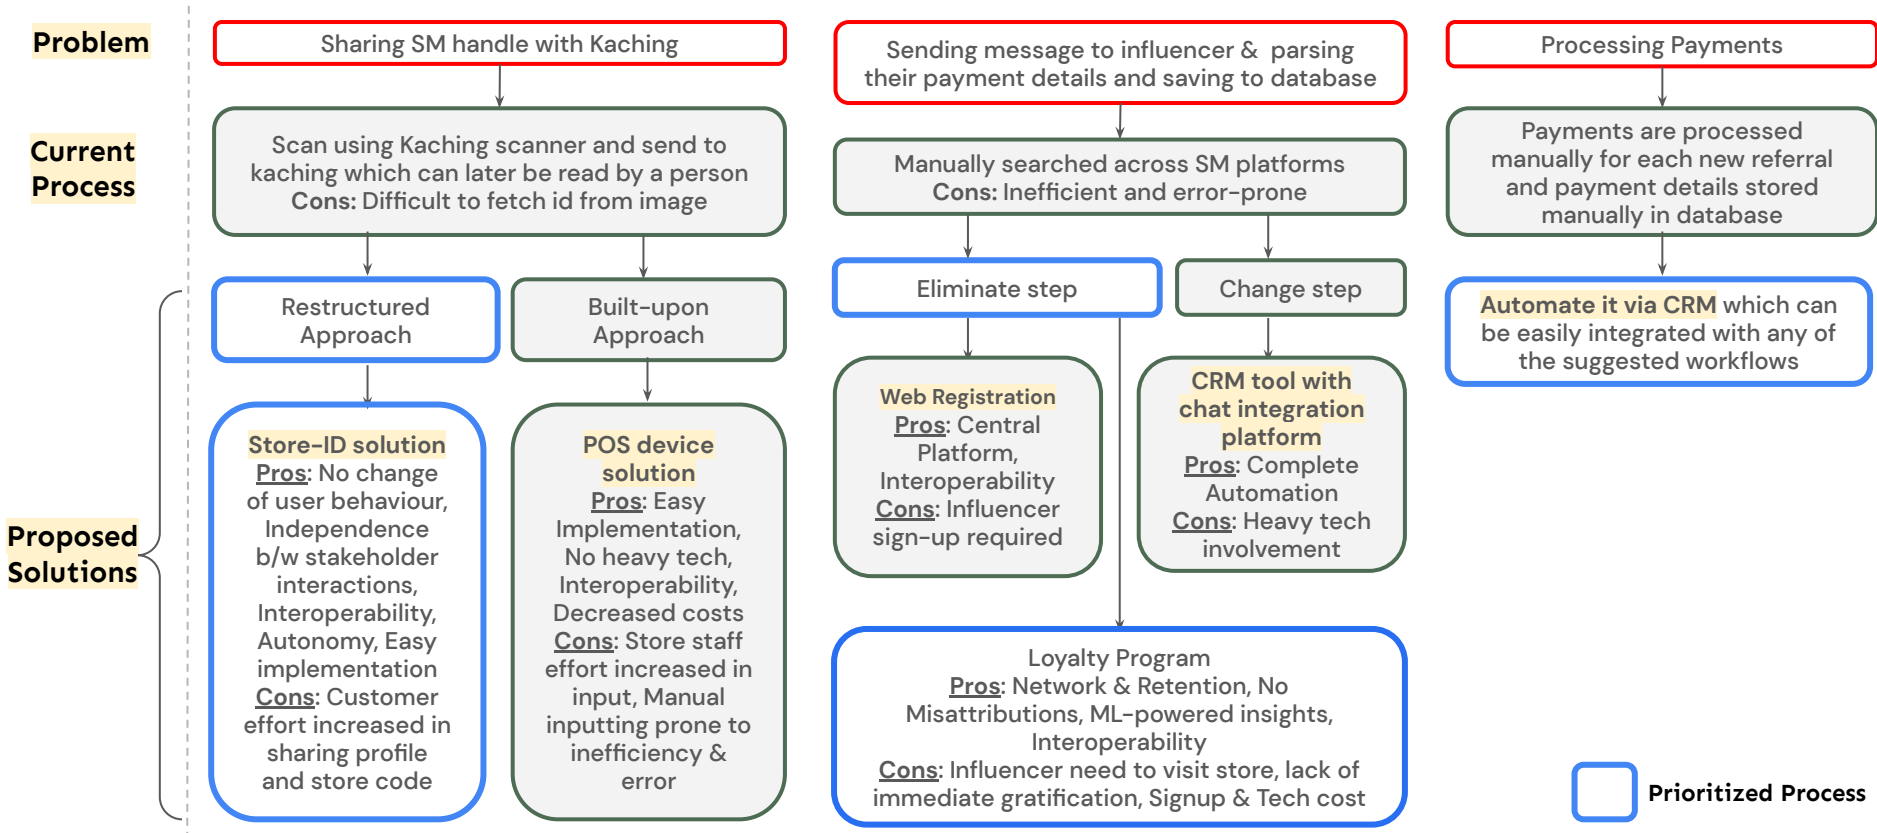 Problem
Sharing SM handle with Kaching
Sending message to influencer & parsing
their payment details and saving to database
Processing Payments
Current
Process
Scan using Kaching scanner and send to
kaching which can later be read by a person
Cons: Difficult to fetch id from image
Manually searched across SM platforms
Cons: Inefficient and error-prone
Payments are processed
manually for each new referral
and payment details stored
manually in database
Proposed
Solutions
Restructured
Approach
Built-upon
Approach
Eliminate step
Change step
Automate it via CRM which can
be easily integrated with any of
the suggested workflows
Store-ID solution
Pros: No change
of user behaviour,
Independence
b/w stakeholder
interactions,
Interoperability,
Autonomy, Easy
implementation
Cons: Customer
effort increased in
sharing profile
and store code
POS device
solution
Pros: Easy
Implementation,
No heavy tech,
Interoperability,
Decreased costs
Cons: Store staff
effort increased in
input, Manual
inputting prone to
inefficiency &
error
Web Registration
Pros: Central
Platform,
Interoperability
Cons: Influencer
sign-up required
CRM tool with
chat integration
platform
Pros: Complete
Automation
Cons: Heavy tech
involvement
Loyalty Program
Pros: Network & Retention, No
Misattributions, ML-powered insights,
Interoperability
Cons: Influencer need to visit store, lack of
immediate gratification, Signup & Tech cost
Prioritized Process